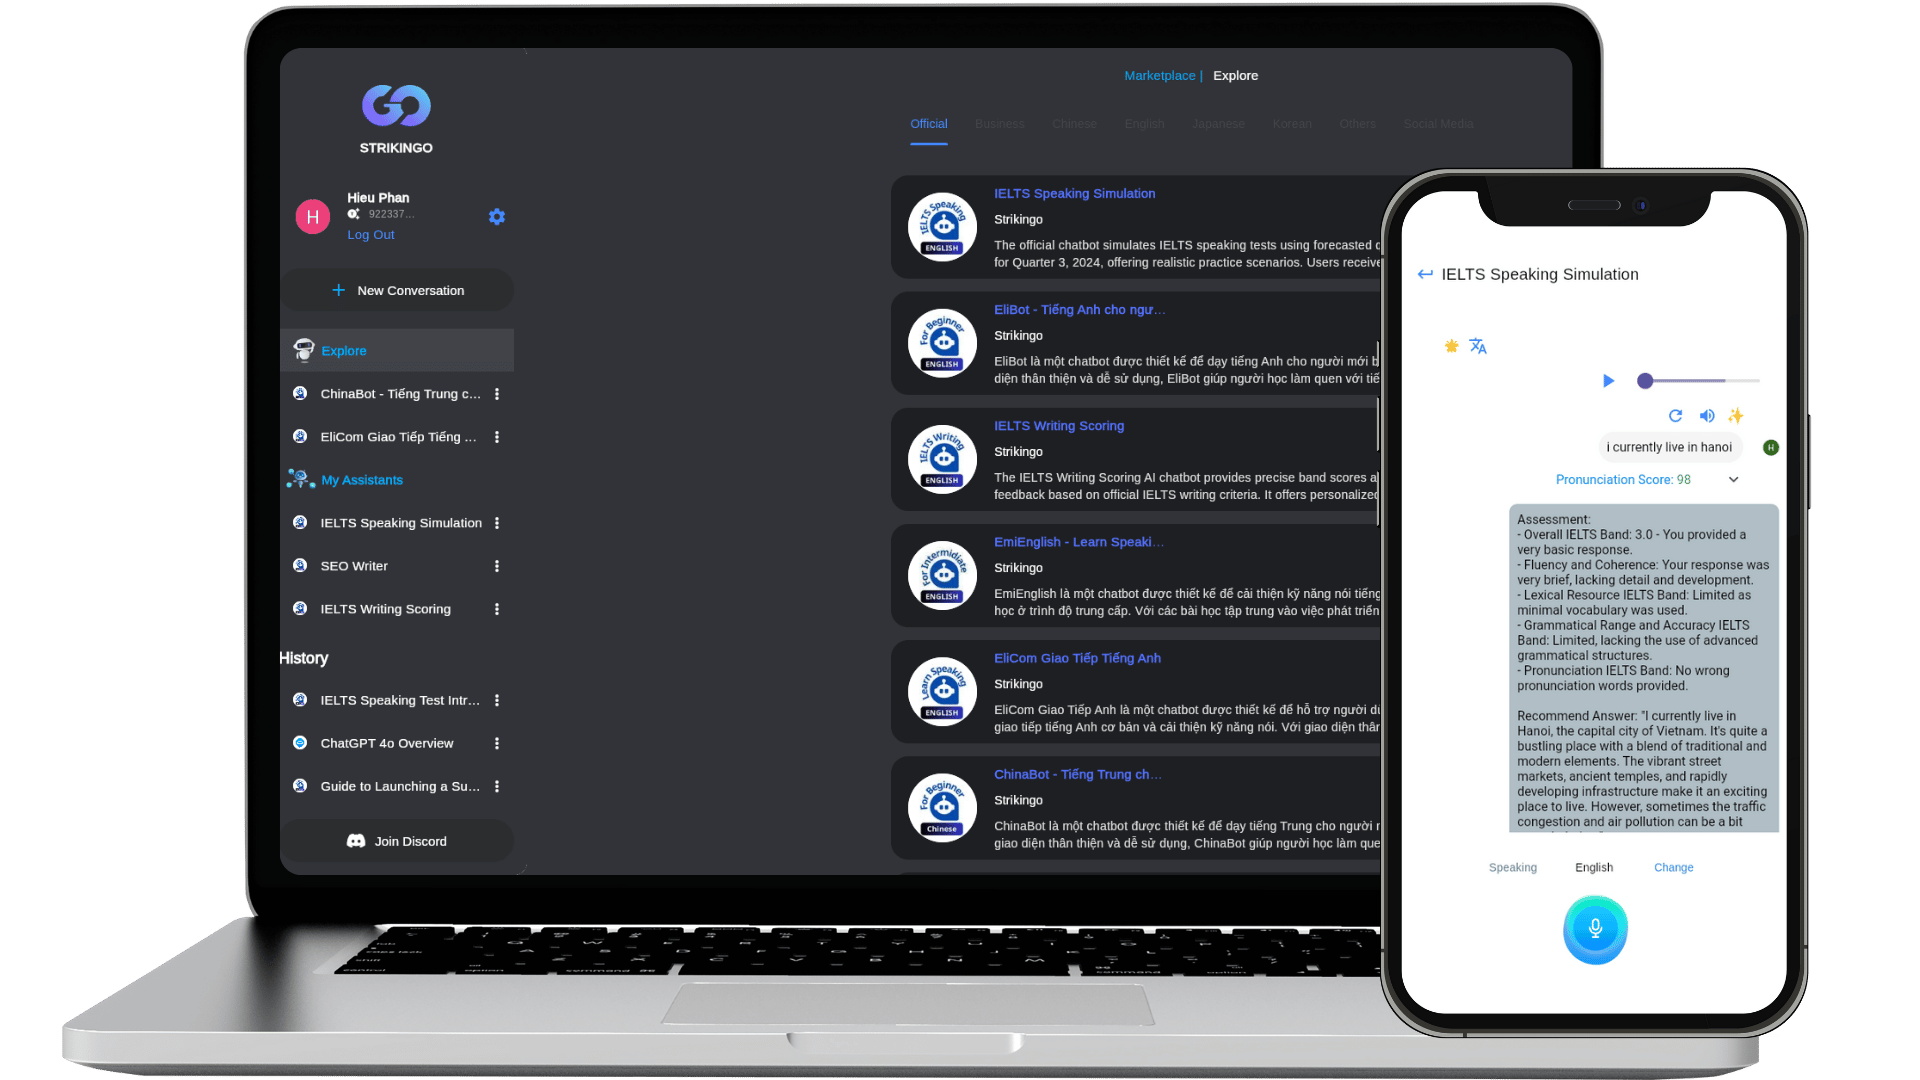 STRIKINGO
Hieu Phan
922337...
Log Out
New Conversation
Explore
ChinaBot - Tiếng Trung c...
EliCom Giao Tiếp Tiếng ...
My Assistants
IELTS Speaking Simulation
SEO Writer
IELTS Writing Scoring
History
IELTS Speaking Test Intr...
ChatGPT 4o Overview
Guide to Launching a Su...
Join Discord
Marketplace | Explore
Official Business Chinese English Japanese Korean Others Social Media
IELTS Speaking
ENGLISH
IELTS Speaking Simulation
Strikingo
The official chatbot simulates IELTS speaking tests using forecasted
for Quarter 3, 2024, offering realistic practice scenarios. Users receive
For Beginner
ENGLISH
EliBot - Tiếng Anh cho ngư...
Strikingo
EliBot là một chatbot được thiết kế để dạy tiếng Anh cho người mới
diện thân thiện và dễ sử dụng, EliBot giúp người học làm quen với
IELTS Writing
ENGLISH
IELTS Writing Scoring
Strikingo
The IELTS Writing Scoring AI chatbot provides precise band scores
feedback based on official IELTS writing criteria. It offers personalized
For Intermidiate
ENGLISH
EmiEnglish - Learn Speaki...
Strikingo
EmiEnglish là một chatbot được thiết kế để cải thiện kỹ năng nói tiếng
học ở trình độ trung cấp. Với các bài học tập trung vào việc phát triển
Learn Speaking
ENGLISH
EliCom Giao Tiếp Tiếng Anh
Strikingo
EliCom Giao Tiếp Anh là một chatbot được thiết kế để hỗ trợ người
giao tiếp tiếng Anh cơ bản và cải thiện kỹ năng nói. Với giao diện
For Beginner
Chinese
ChinaBot - Tiếng Trung ch...
Strikingo
ChinaBot là một chatbot được thiết kế để dạy tiếng Trung cho người
giao diện thân thiện và dễ sử dụng, ChinaBot giúp người học làm
IELTS Speaking Simulation
i currently live in hanoi
H
Pronunciation Score: 98
Assessment:
- Overall IELTS Band: 3.0 - You provided a
very basic response.
- Fluency and Coherence: Your response was
very brief, lacking detail and development.
- Lexical Resource IELTS Band: Limited as
minimal vocabulary was used.
- Grammatical Range and Accuracy IELTS
Band: Limited, lacking the use of advanced
grammatical structures.
- Pronunciation IELTS Band: No wrong
pronunciation words provided.
Recommend Answer: "I currently live in
Hanoi, the capital city of Vietnam. It's quite a
bustling place with a blend of traditional and
modern elements. The vibrant street
markets, ancient temples, and rapidly
developing infrastructure make it an exciting
place to live. However, sometimes the traffic
congestion and air pollution can be a bit
Speaking English Change